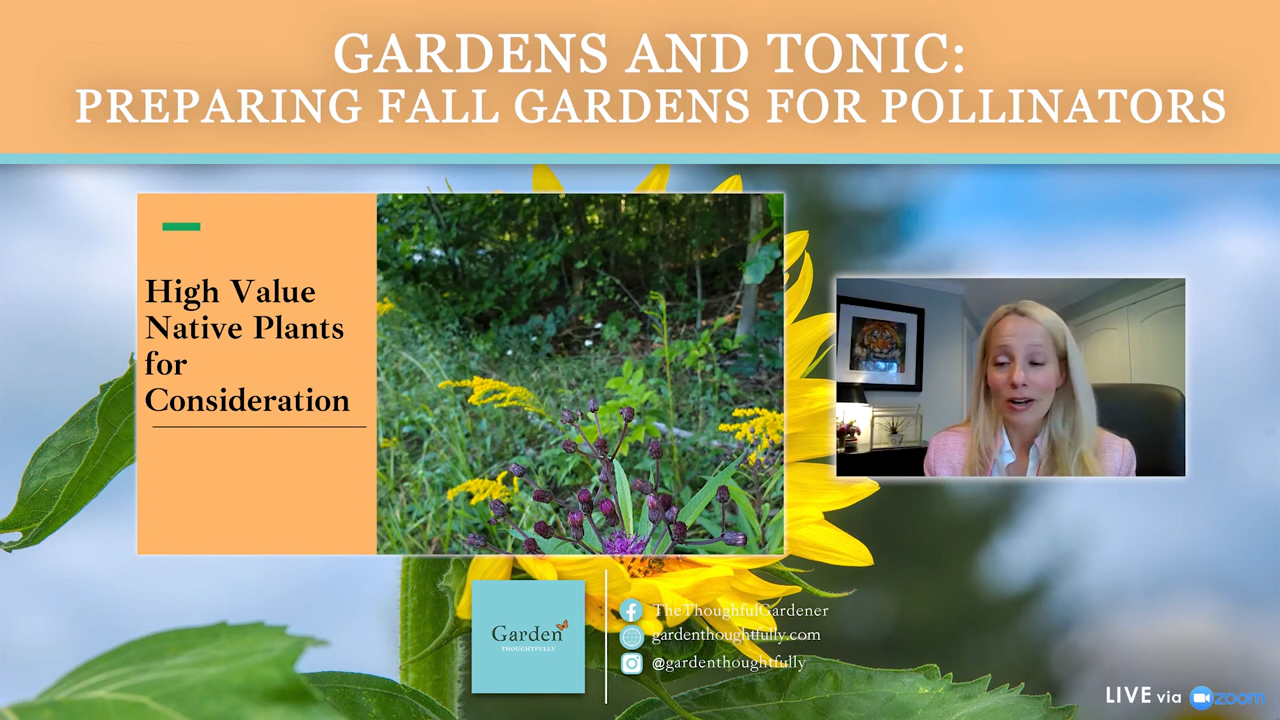 GARDENS AND TONIC:
PREPARING FALL GARDENS FOR POLLINATORS
High Value
Native Plants
for
Consideration
Garden
THOUGHTFULLY
TheThoughfulGardener
gardenthoughtfully.com
@gardenthoughtfully
LIVE via zoom